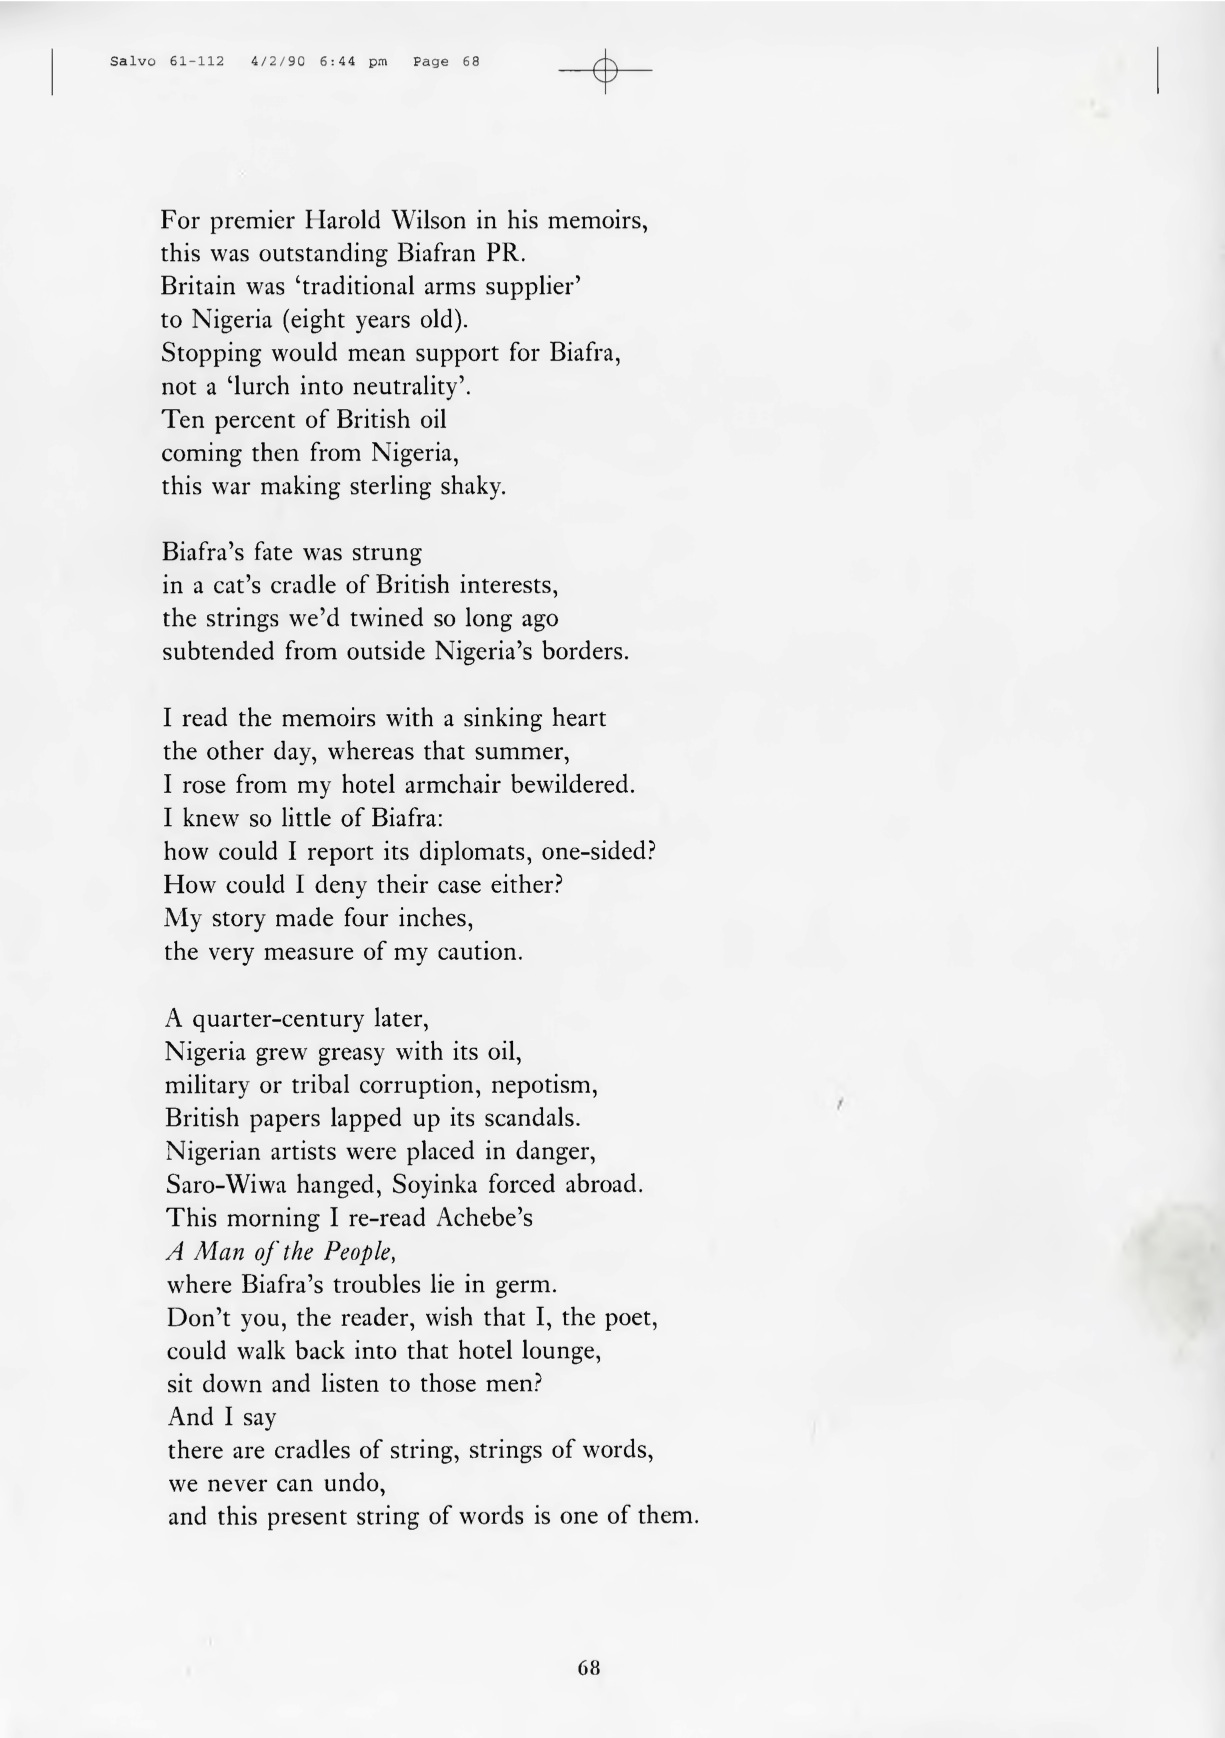 Salvo 61-112 4/2/90 6:44 pm Page 68
For premier Harold Wilson in his memoirs,
this was outstanding Biafran PR.
Britain was ‘traditional arms supplier’
to Nigeria (eight years old).
Stopping would mean support for Biafra,
not a ‘lurch into neutrality’.
Ten percent of British oil
coming then from Nigeria,
this war making sterling shaky.
Biafra’s fate was strung
in a cat’s cradle of British interests,
the strings we’d twined so long ago
subtended from outside Nigeria’s borders.
I read the memoirs with a sinking heart
the other day, whereas that summer,
I rose from my hotel armchair bewildered.
I knew so little of Biafra:
how could I report its diplomats, one-sided?
How could I deny their case either?
My story made four inches,
the very measure of my caution.
A quarter-century later,
Nigeria grew greasy with its oil,
military or tribal corruption, nepotism,
British papers lapped up its scandals.
Nigerian artists were placed in danger,
Saro-Wiwa hanged, Soyinka forced abroad.
This morning I re-read Achebe’s
A Man of the People,
where Biafra’s troubles lie in germ.
Don’t you, the reader, wish that I, the poet,
could walk back into that hotel lounge,
sit down and listen to those men?
And I say
there are cradles of string, strings of words,
we never can undo,
and this present string of words is one of them.
68